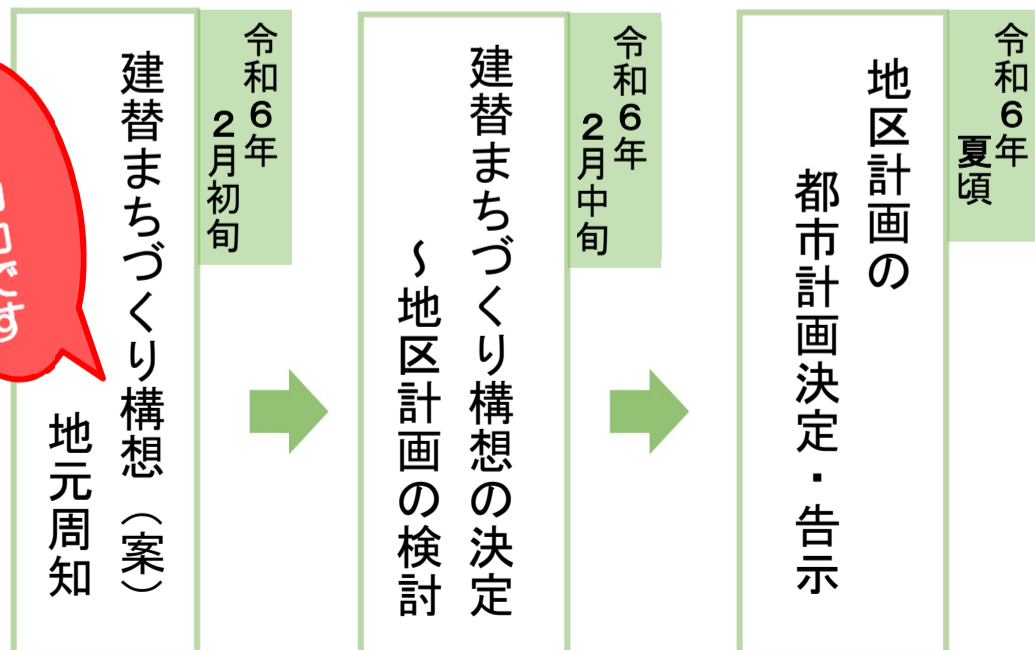 令和6年
2月初旬
建替まちづくり構想（案）
地元周知
令和6年
2月中旬
建替まちづくり構想の決定
～地区計画の検討
令和6年
夏頃
地区計画の
都市計画決定・告示